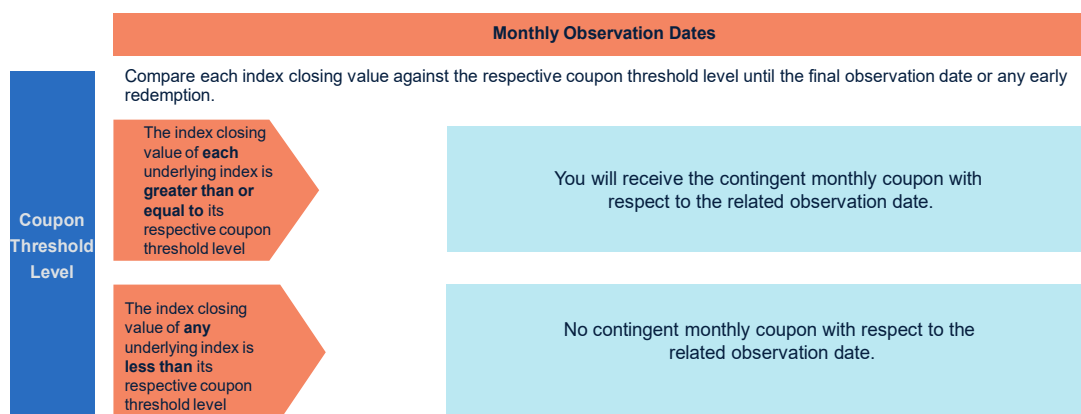 Monthly Observation Dates
Compare each index closing value against the respective coupon threshold level until the final observation date or any early
redemption.
Coupon
Threshold
Level
The index closing
value of each
underlying index is
greater than or
equal to its
respective coupon
threshold level
You will receive the contingent monthly coupon with
respect to the related observation date.
The index closing
value of any
underlying index is
less than its
respective coupon
threshold level
No contingent monthly coupon with respect to the
related observation date.